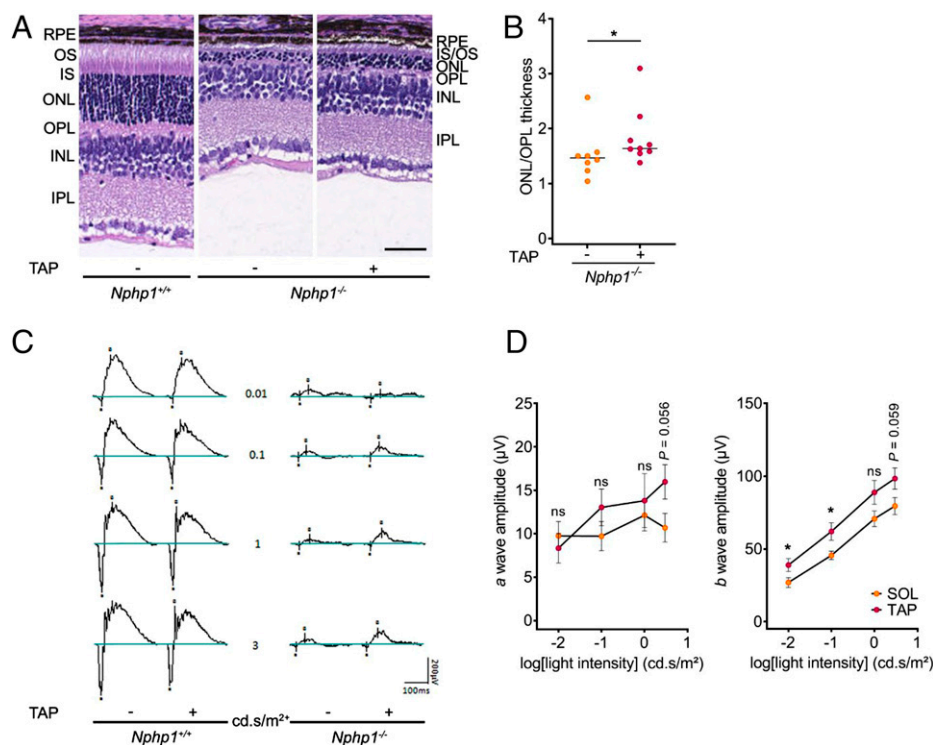 A
RPE
OS
IS
ONL
OPL
INL
IPL
RPE
IS/OS
ONL
OPL
INL
IPL
TAP - - +
Nphp1+/+ Nphp1-/-
B
*
ONL/OPL thickness
4
3
2
1
0
TAP - +
Nphp1-/-
C
0.01
0.1
1
3
200µV
100ms
TAP - + cd.s/m²+ - +
Nphp1+/+ Nphp1-/-
D
a wave amplitude (µV)
25
20
15
10
5
0
ns
ns
ns
P = 0.056
-2 -1 0 1
log[light intensity] (cd.s/m²)
b wave amplitude (µV)
150
100
50
0
*
*
ns
P = 0.059
SOL
TAP
-2 -1 0 1
log[light intensity] (cd.s/m²)